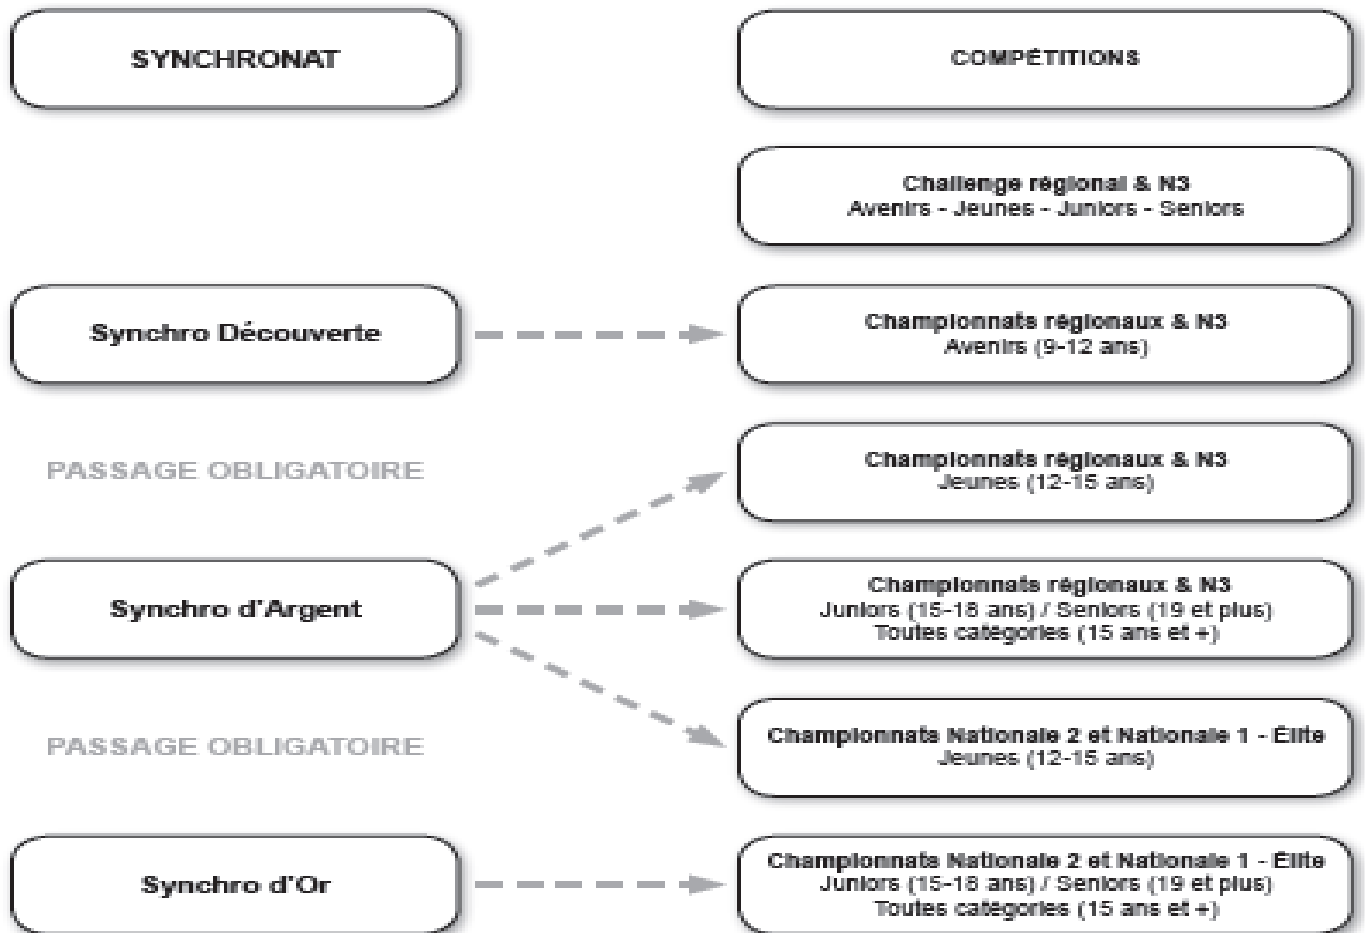 SYNCHRONAT
COMPÉTITIONS
Challenge régional & N3
Avenirs - Jeunes - Juniors - Seniors
Synchro Découverte
Championnats régionaux & N3
Avenirs (9-12 ans)
PASSAGE OBLIGATOIRE
Championnats régionaux & N3
Jeunes (12-15 ans)
Synchro d'Argent
Championnats régionaux & N3
Juniors (15-18 ans) / Seniors (19 et plus)
Toutes catégories (15 ans et +)
PASSAGE OBLIGATOIRE
Championnats Nationale 2 et Nationale 1 - Élite
Jeunes (12-15 ans)
Synchro d'Or
Championnats Nationale 2 et Nationale 1 - Élite
Juniors (15-18 ans) / Seniors (19 et plus)
Toutes catégories (15 ans et +)